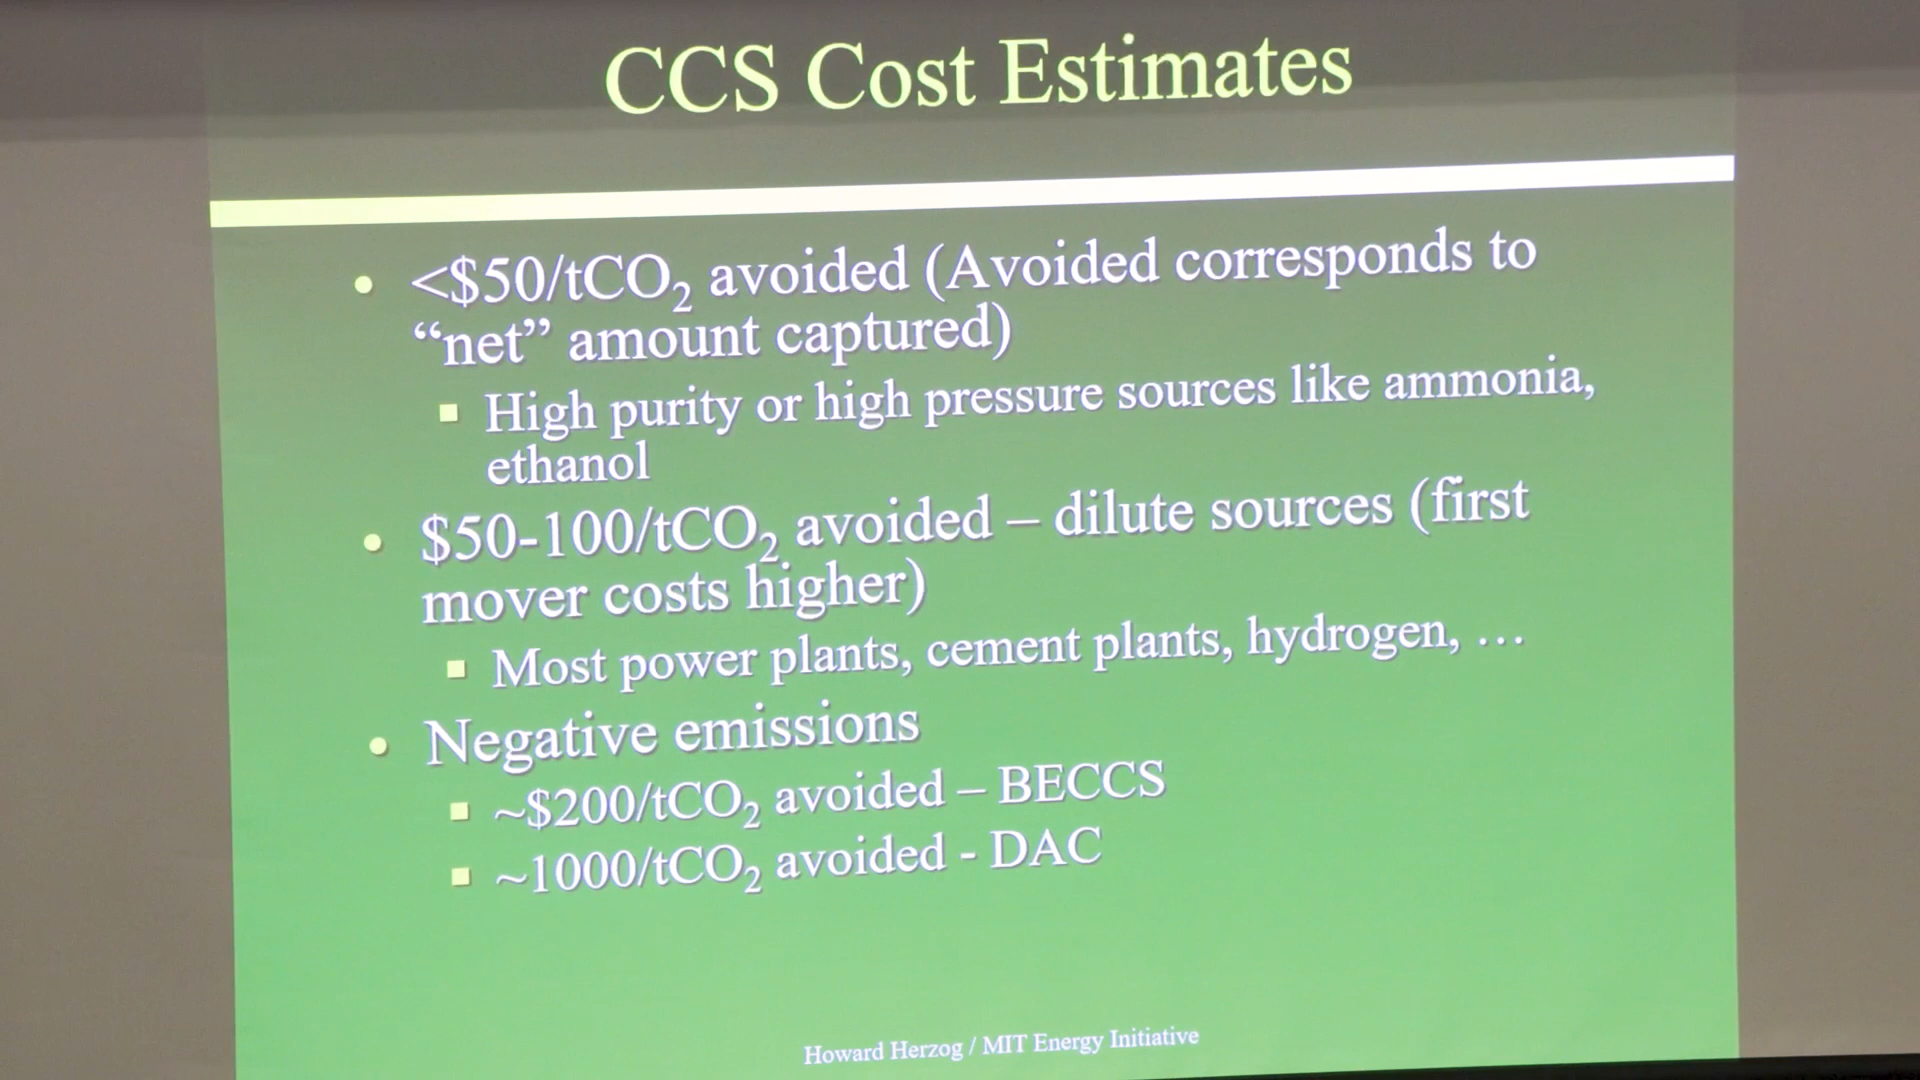 CCS Cost Estimates
• <$50/tCO₂ avoided (Avoided corresponds to
“net” amount captured)
▪ High purity or high pressure sources like ammonia,
ethanol
• $50-100/tCO₂ avoided – dilute sources (first
mover costs higher)
▪ Most power plants, cement plants, hydrogen, …
• Negative emissions
▪ ~$200/tCO₂ avoided – BECCS
▪ ~1000/tCO₂ avoided - DAC
Howard Herzog / MIT Energy Initiative